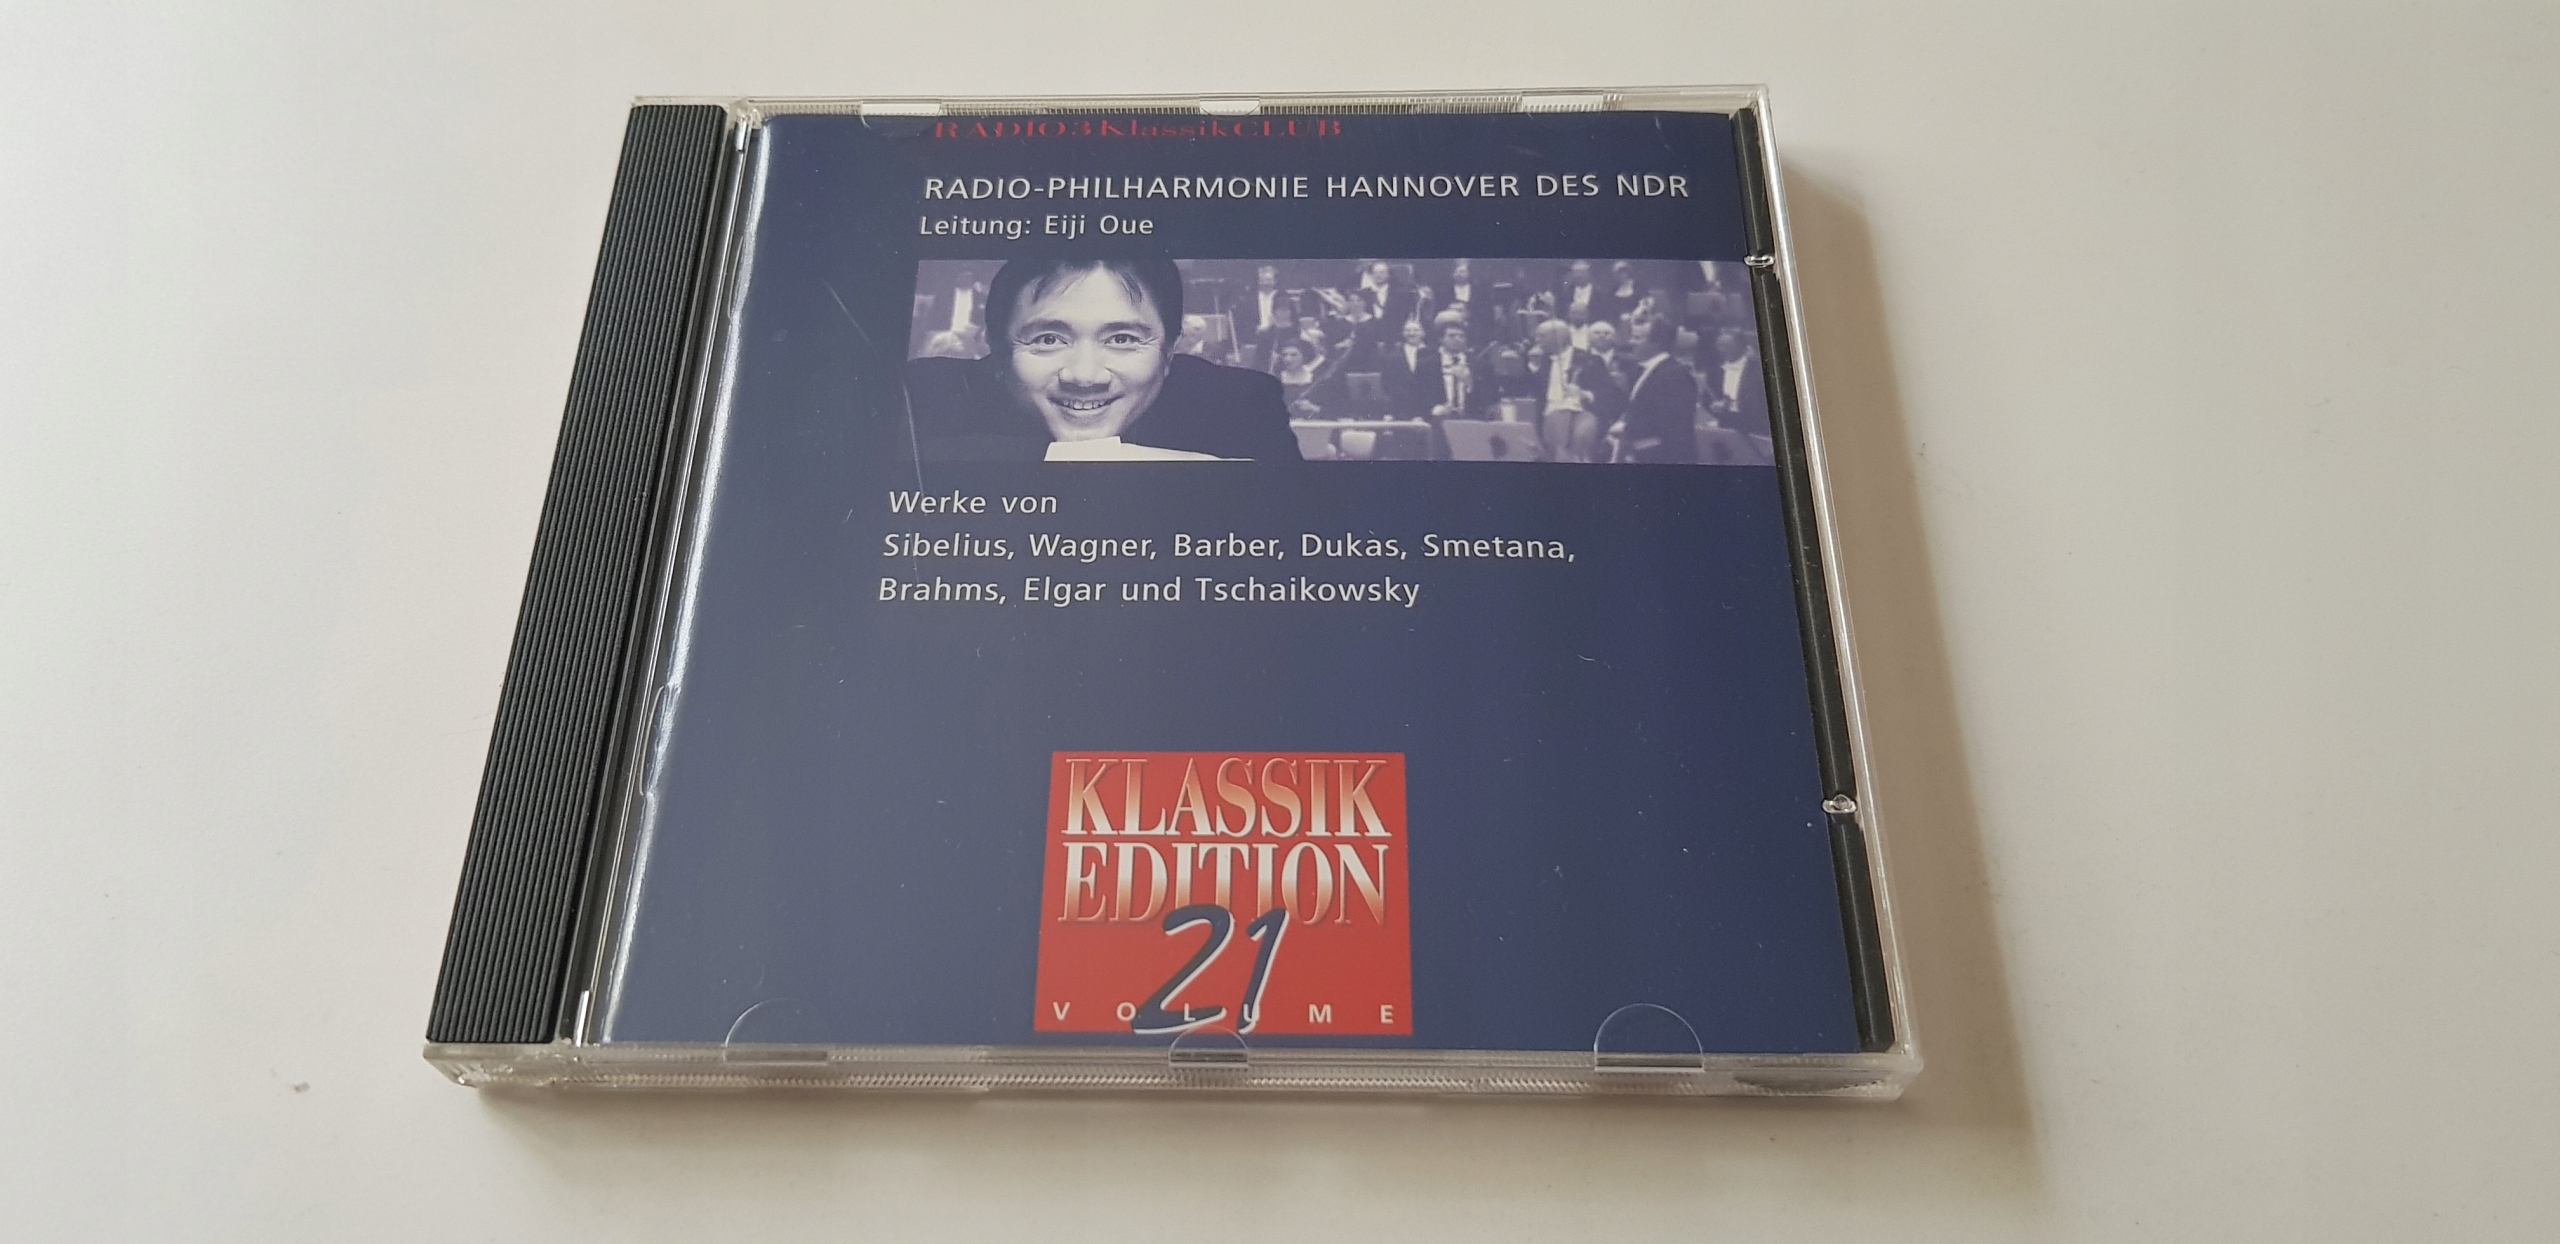 RADIO3KlassikCLUB
RADIO-PHILHARMONIE HANNOVER DES NDR
Leitung: Eiji Oue
Werke von
Sibelius, Wagner, Barber, Dukàs, Smetana,
Brahms, Elgar und Tschaikowsky
KLASSIK
EDITION
21
VOLUME